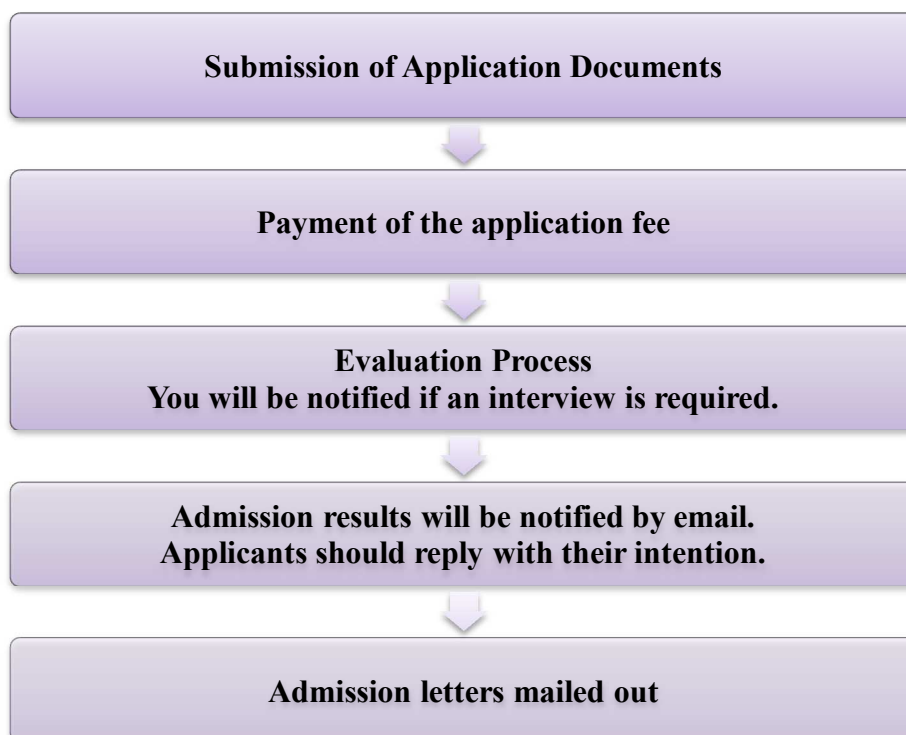 Submission of Application Documents
Payment of the application fee
Evaluation Process
You will be notified if an interview is required.
Admission results will be notified by email.
Applicants should reply with their intention.
Admission letters mailed out